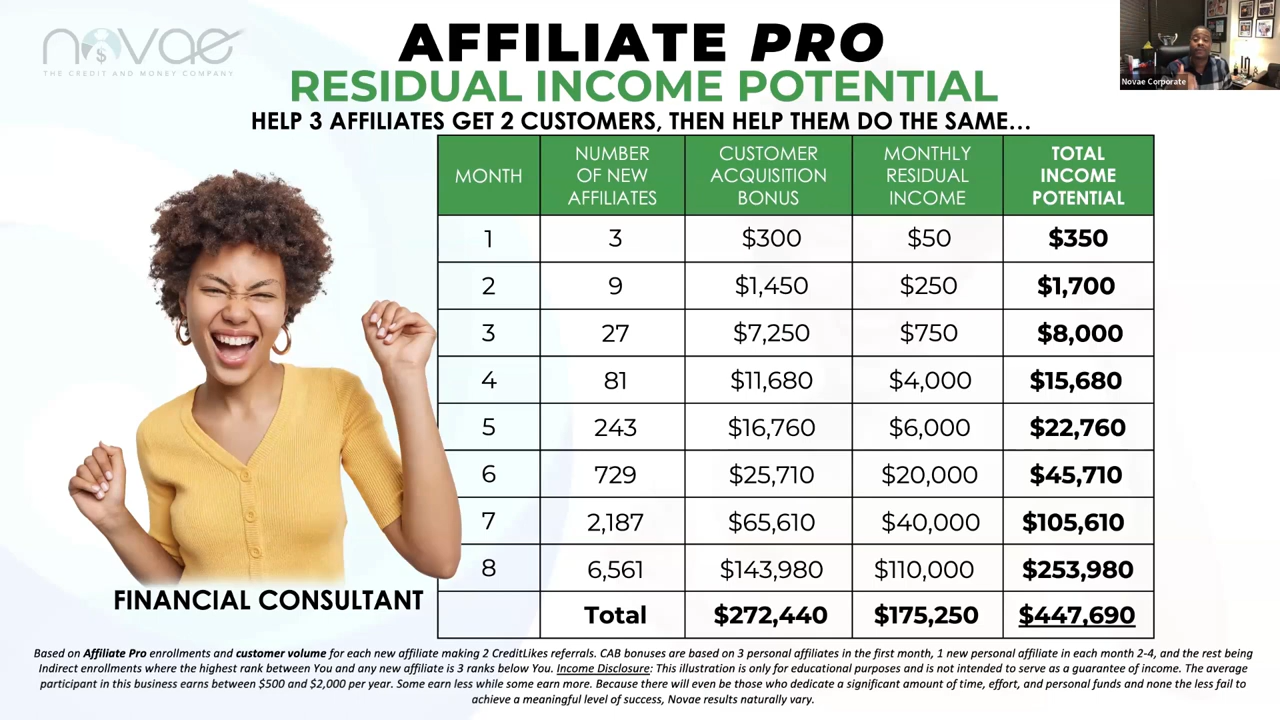 novae
THE CREDIT AND MONEY COMPANY
AFFILIATE PRO
RESIDUAL INCOME POTENTIAL
HELP 3 AFFILIATES GET 2 CUSTOMERS, THEN HELP THEM DO THE SAME...
Novae Corporate
MONTH NUMBER OF NEW AFFILIATES CUSTOMER ACQUISITION BONUS MONTHLY RESIDUAL INCOME TOTAL INCOME POTENTIAL
1 3 $300 $50 $350
2 9 $1,450 $250 $1,700
3 27 $7,250 $750 $8,000
4 81 $11,680 $4,000 $15,680
5 243 $16,760 $6,000 $22,760
6 729 $25,710 $20,000 $45,710
7 2,187 $65,610 $40,000 $105,610
8 6,561 $143,980 $110,000 $253,980
Total $272,440 $175,250 $447,690
FINANCIAL CONSULTANT
Based on Affiliate Pro enrollments and customer volume for each new affiliate making 2 CreditLikes referrals. CAB bonuses are based on 3 personal affiliates in the first month, 1 new personal affiliate in each month 2-4, and the rest being
Indirect enrollments where the highest rank between You and any new affiliate is 3 ranks below You. Income Disclosure: This illustration is only for educational purposes and is not intended to serve as a guarantee of income. The average
participant in this business earns between $500 and $2,000 per year. Some earn less while some earn more. Because there will even be those who dedicate a significant amount of time, effort, and personal funds and none the less fail to
achieve a meaningful level of success, Novae results naturally vary.